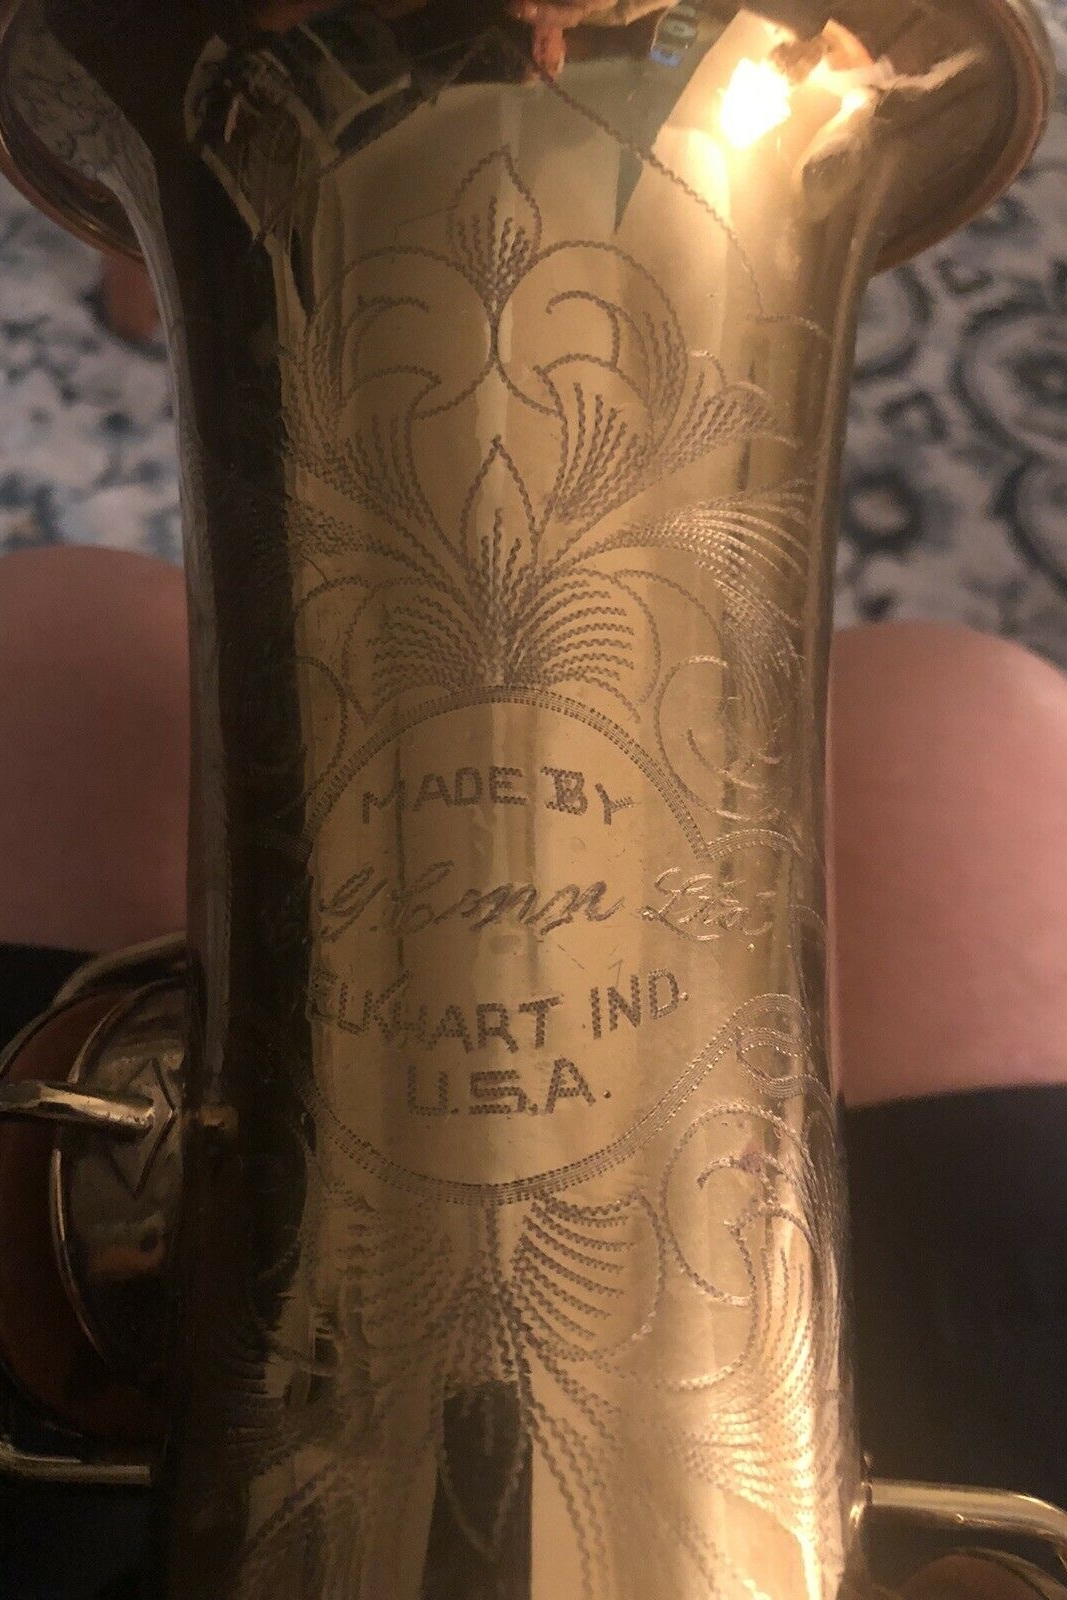 MADE BY
C.G. Conn Ltd
ELKHART IND.
U.S.A.